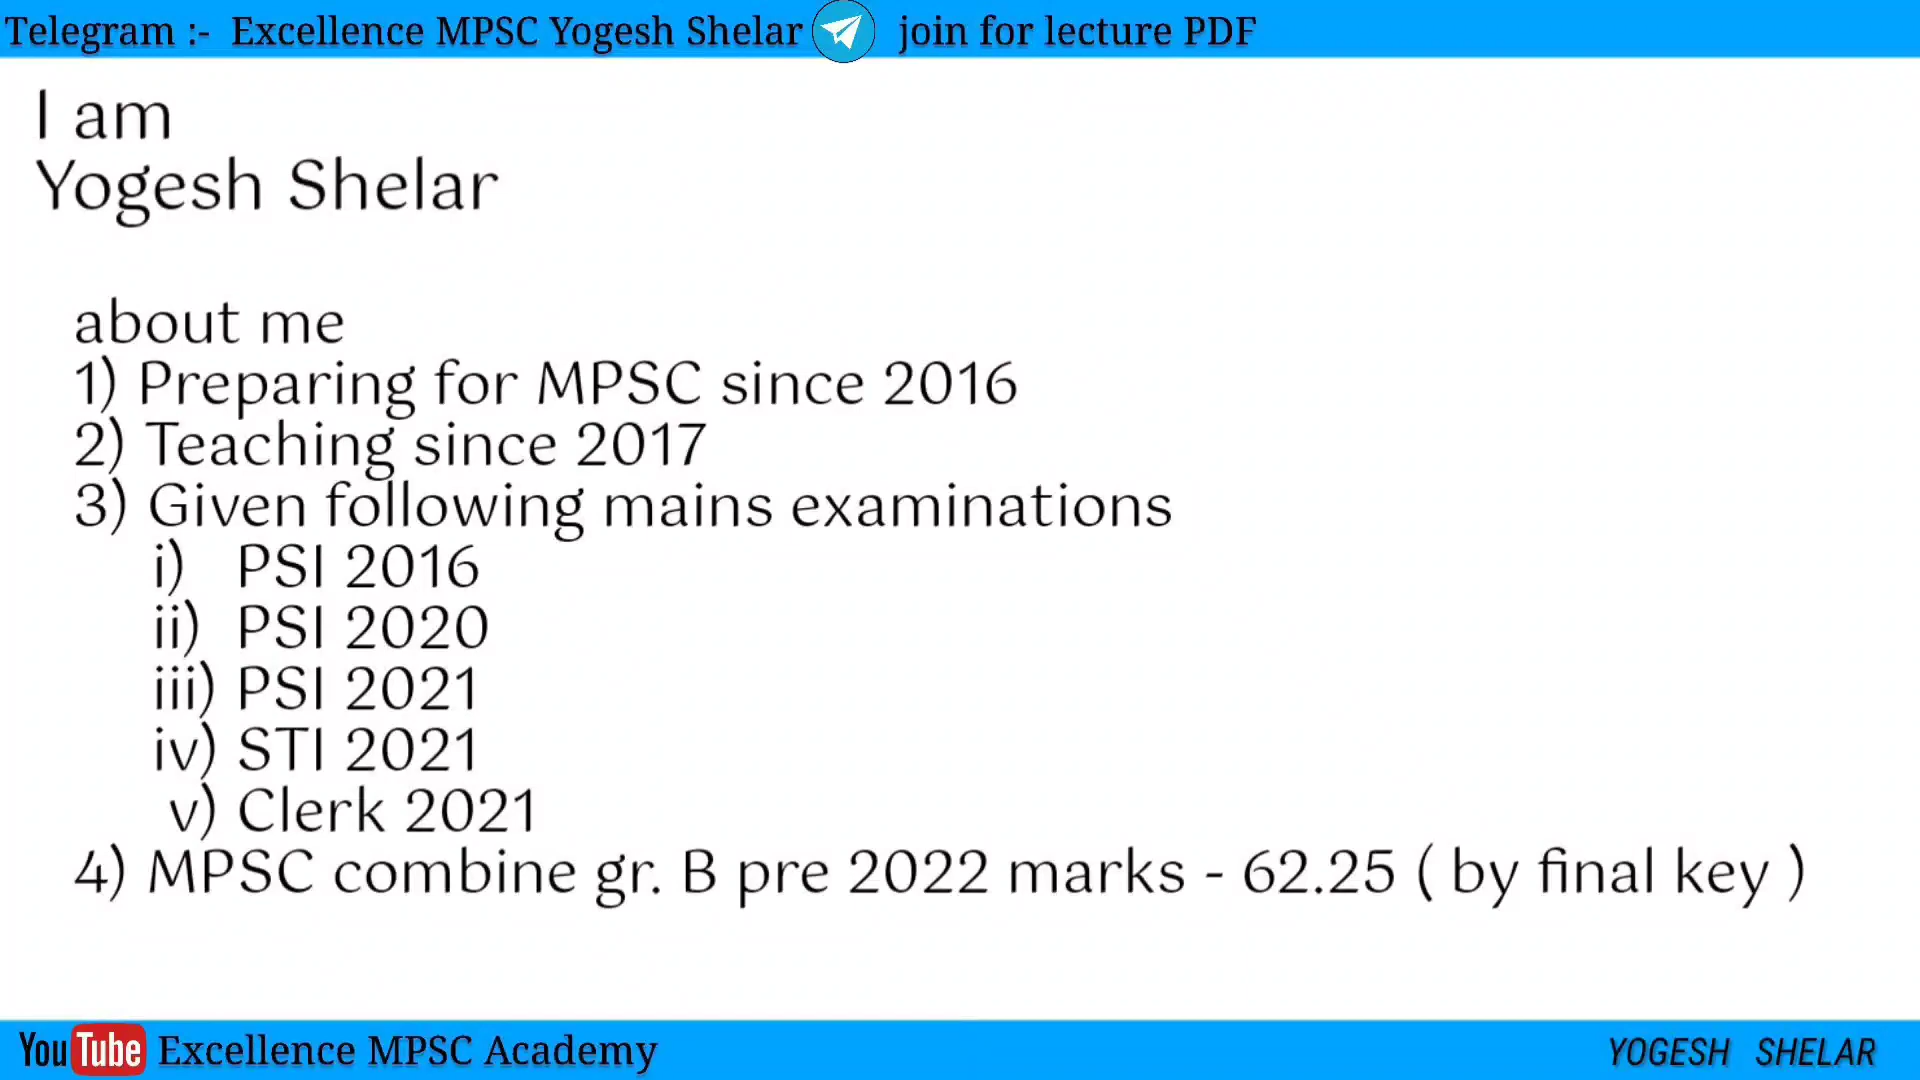 Telegram :- Excellence MPSC Yogesh Shelar join for lecture PDF
I am
Yogesh Shelar
about me
1) Preparing for MPSC since 2016
2) Teaching since 2017
3) Given following mains examinations
i) PSI 2016
ii) PSI 2020
iii) PSI 2021
iv) STI 2021
v) Clerk 2021
4) MPSC combine gr. B pre 2022 marks - 62.25 ( by final key )
YouTube Excellence MPSC Academy YOGESH SHELAR